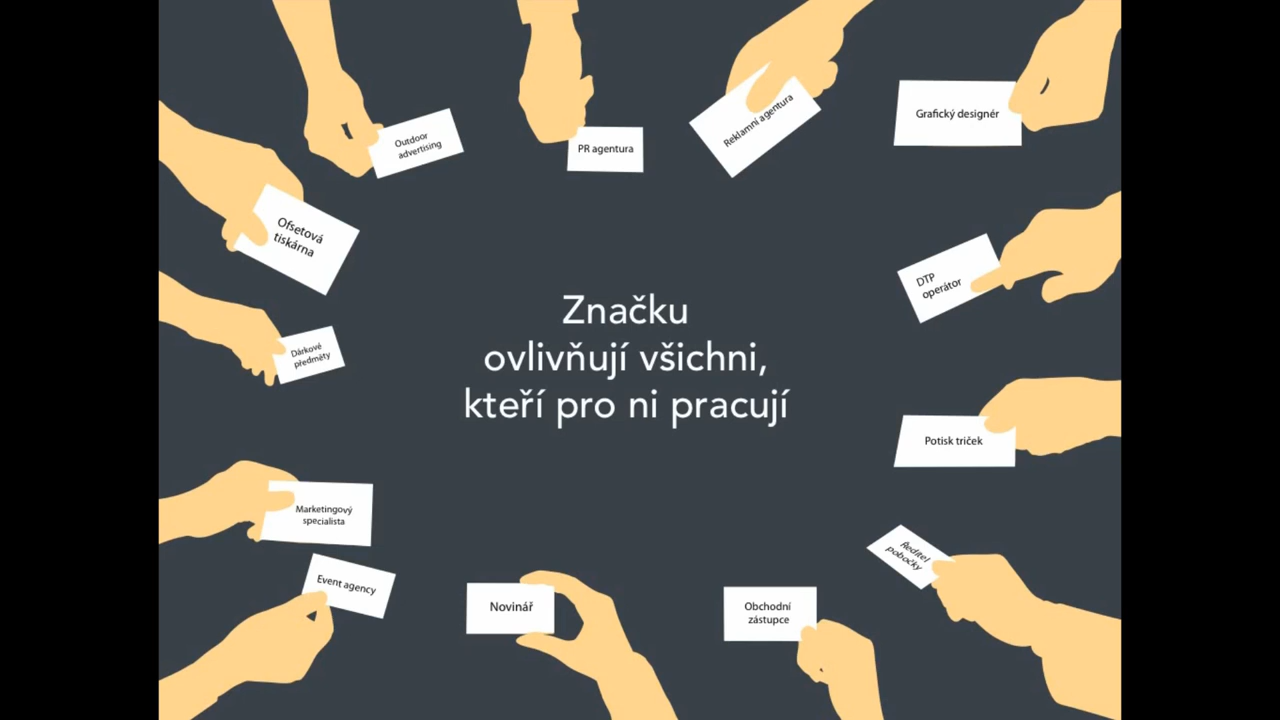 Outdoor
advertising
PR agentura
Reklamní agentura
Grafický designér
Ofsetová
tiskárna
DTP
operátor
Dárkové
předměty
Značku
ovlivňují všichni,
kteří pro ni pracují
Potisk triček
Marketingový
specialista
Event agency
Novinář
Obchodní
zástupce
Ředitel
pobočky